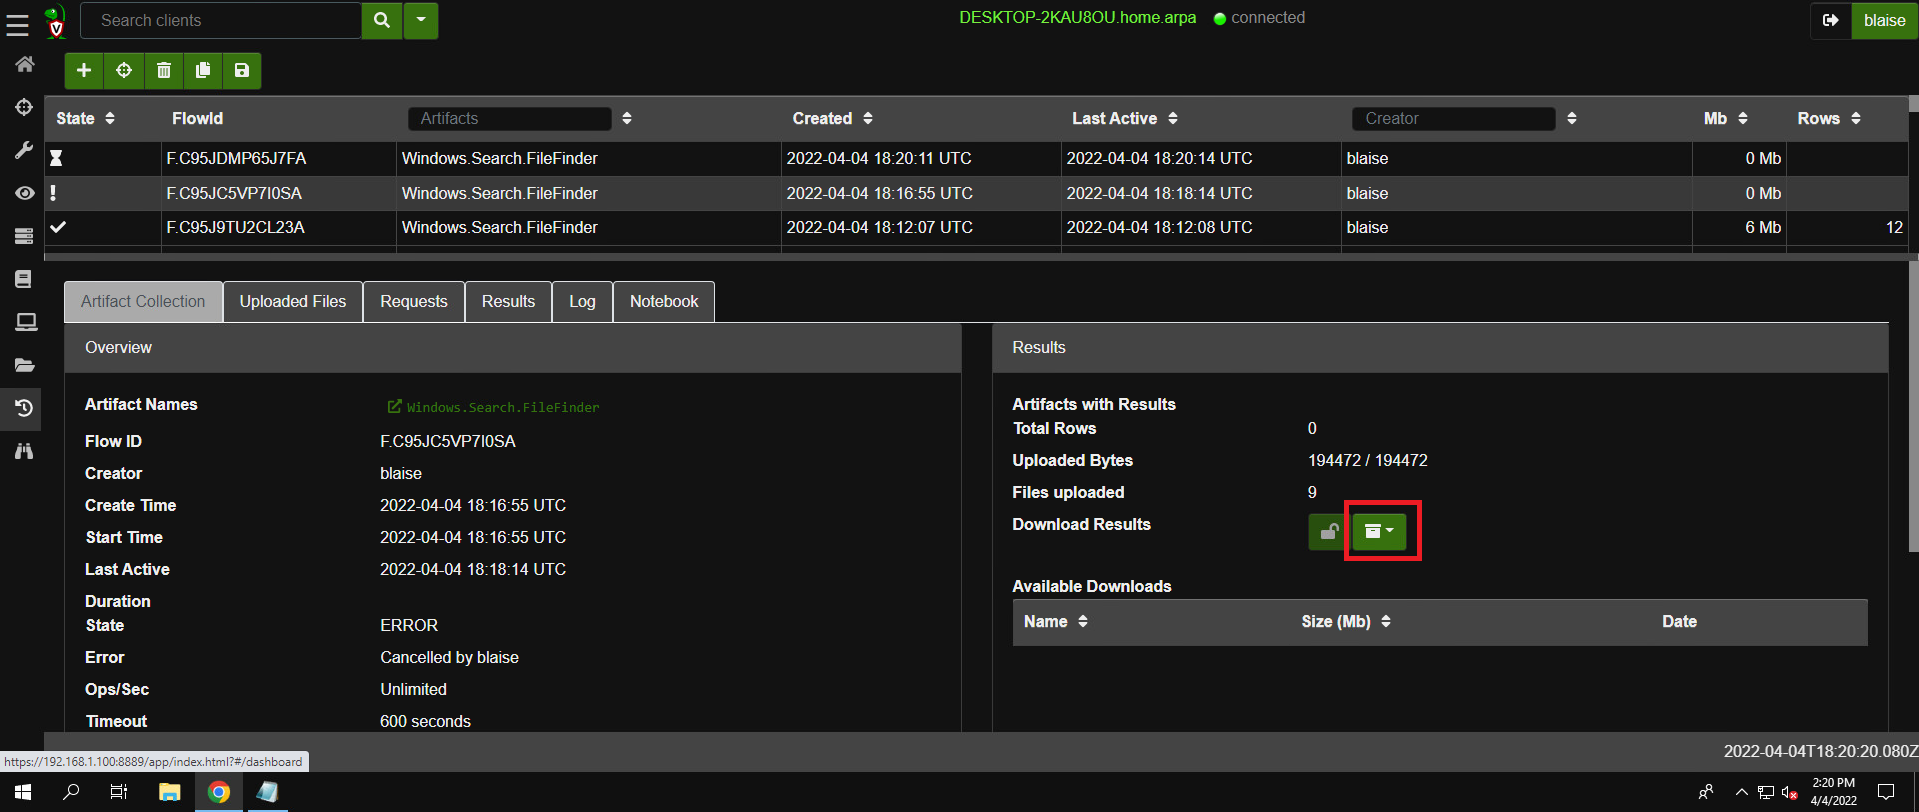 Search clients
DESKTOP-2KAU8OU.home.arpa connected
blaise
State FlowId Artifacts Created Last Active Creator Mb Rows
F.C95JDMP65J7FA Windows.Search.FileFinder 2022-04-04 18:20:11 UTC 2022-04-04 18:20:14 UTC blaise 0 Mb
F.C95JC5VP7I0SA Windows.Search.FileFinder 2022-04-04 18:16:55 UTC 2022-04-04 18:18:14 UTC blaise 0 Mb
F.C95J9TU2CL23A Windows.Search.FileFinder 2022-04-04 18:12:07 UTC 2022-04-04 18:12:08 UTC blaise 6 Mb 12
Artifact Collection Uploaded Files Requests Results Log Notebook
Overview
Artifact Names Windows.Search.FileFinder
Flow ID F.C95JC5VP7I0SA
Creator blaise
Create Time 2022-04-04 18:16:55 UTC
Start Time 2022-04-04 18:16:55 UTC
Last Active 2022-04-04 18:18:14 UTC
Duration
State ERROR
Error Cancelled by blaise
Ops/Sec Unlimited
Timeout 600 seconds
Results
Artifacts with Results
Total Rows 0
Uploaded Bytes 194472 / 194472
Files uploaded 9
Download Results
Available Downloads
Name Size (Mb) Date
2022-04-04T18:20:20.080Z
https://192.168.1.100:8889/app/index.html?#/dashboard
2:20 PM
4/4/2022